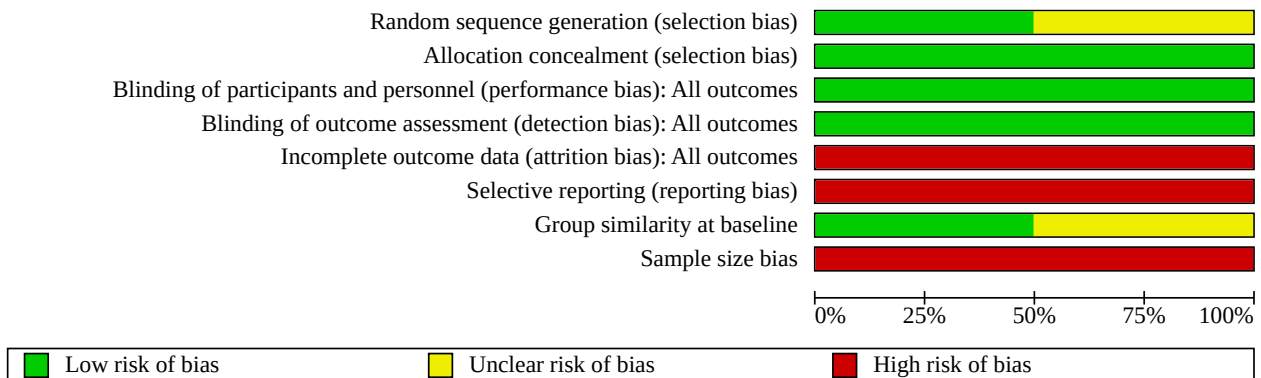 Random sequence generation (selection bias)
Allocation concealment (selection bias)
Blinding of participants and personnel (performance bias): All outcomes
Blinding of outcome assessment (detection bias): All outcomes
Incomplete outcome data (attrition bias): All outcomes
Selective reporting (reporting bias)
Group similarity at baseline
Sample size bias
0% 25% 50% 75% 100%
Low risk of bias Unclear risk of bias High risk of bias